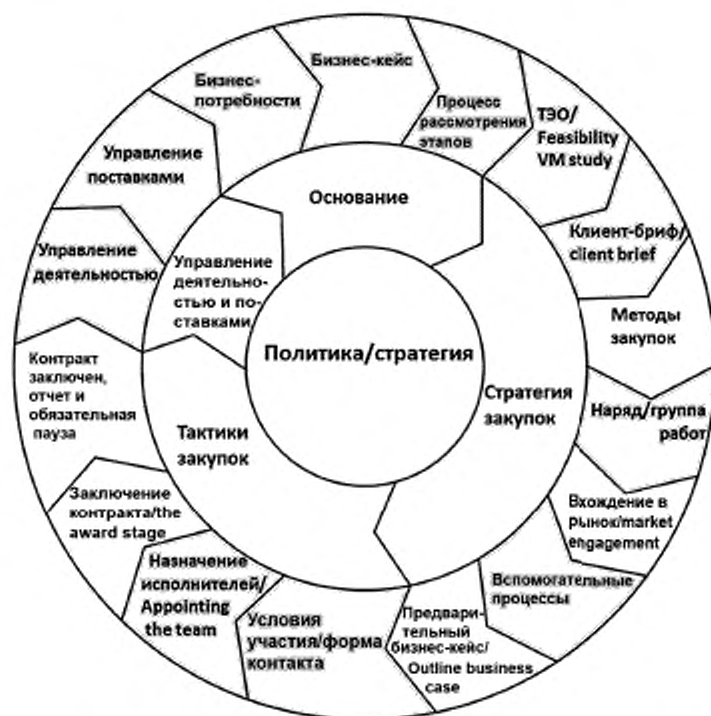 Бизнес-кейс
Процесс
рассмотрения
этапов
ТЭО/
Feasibility
VM study
Клиент-бриф/
client brief
Методы
закупок
Наряд/группа
работ
Вхождение в
рынок/market
engagement
Вспомогательные
процессы
Предвари-
тельный
бизнес-кейс/
Outline business
case
Условия
участия/форма
контакта
Назначение
исполнителей/
Appointing
the team
Заключение
контракта/the
award stage
Контракт
заключен,
отчет и
обязательная
пауза
Управление
деятельностью
Управление
поставками
Бизнес-
потребности
Основание
Стратегия
закупок
Тактики
закупок
Управление
деятельно-
стью и по-
ставками
Политика/стратегия